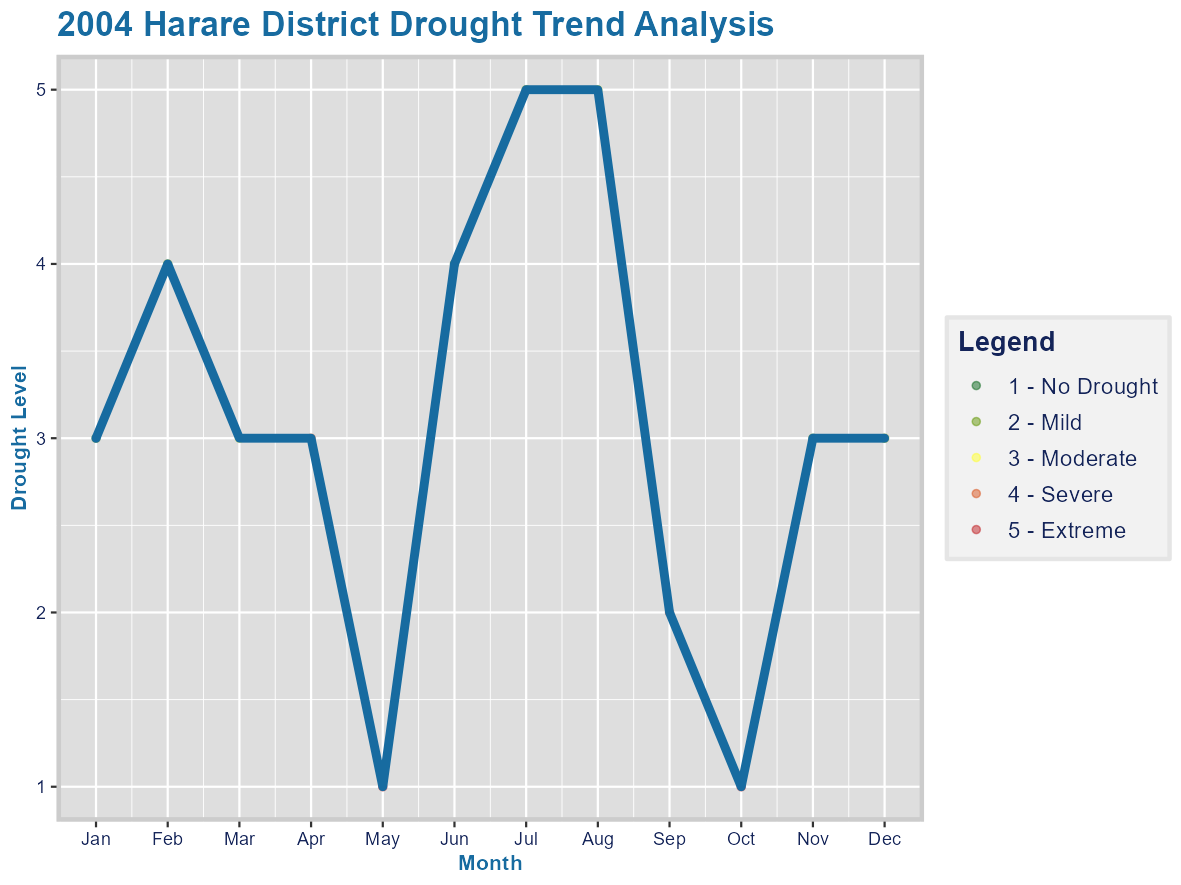 2004 Harare District Drought Trend Analysis
5
4
3
2
1
Drought Level
Jan Feb Mar Apr May Jun Jul Aug Sep Oct Nov Dec
Month
Legend
1 - No Drought
2 - Mild
3 - Moderate
4 - Severe
5 - Extreme